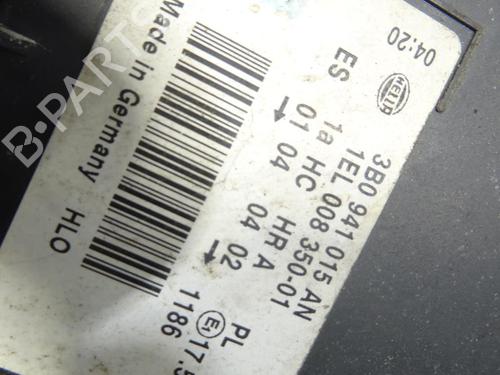 04:20
HELLA
3B0 941 015 AN
1EL 008 350-01
ES 1a HC HR A PL
01 04 04 02 E1 17.5
1186
Made in Germany HLO
B-PARTS